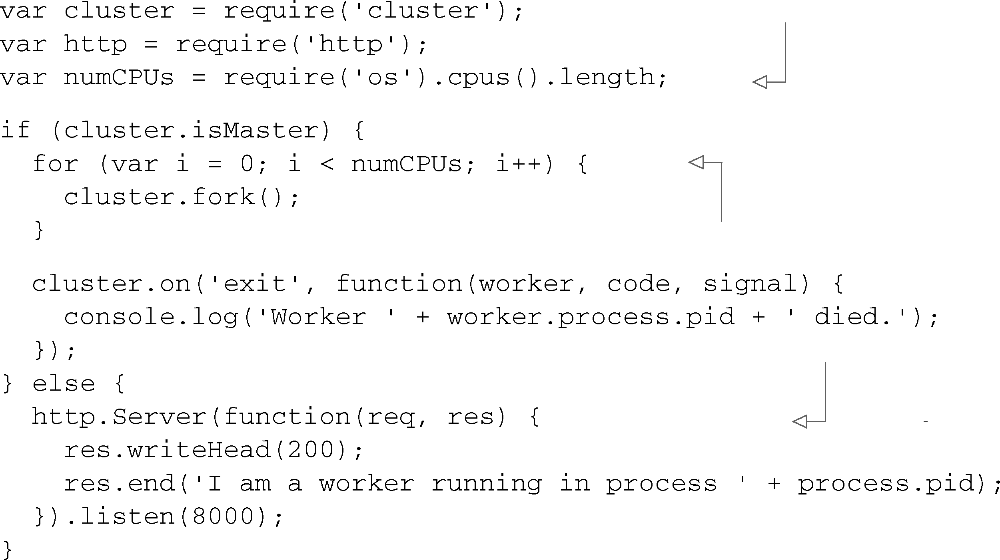 var cluster = require('cluster');
var http = require('http');
var numCPUs = require('os').cpus().length;
if (cluster.isMaster) {
  for (var i = 0; i < numCPUs; i++) {
    cluster.fork();
  }
  cluster.on('exit', function(worker, code, signal) {
    console.log('Worker ' + worker.process.pid + ' died.');
  });
} else {
  http.Server(function(req, res) {
    res.writeHead(200);
    res.end('I am a worker running in process ' + process.pid);
  }).listen(8000);
}